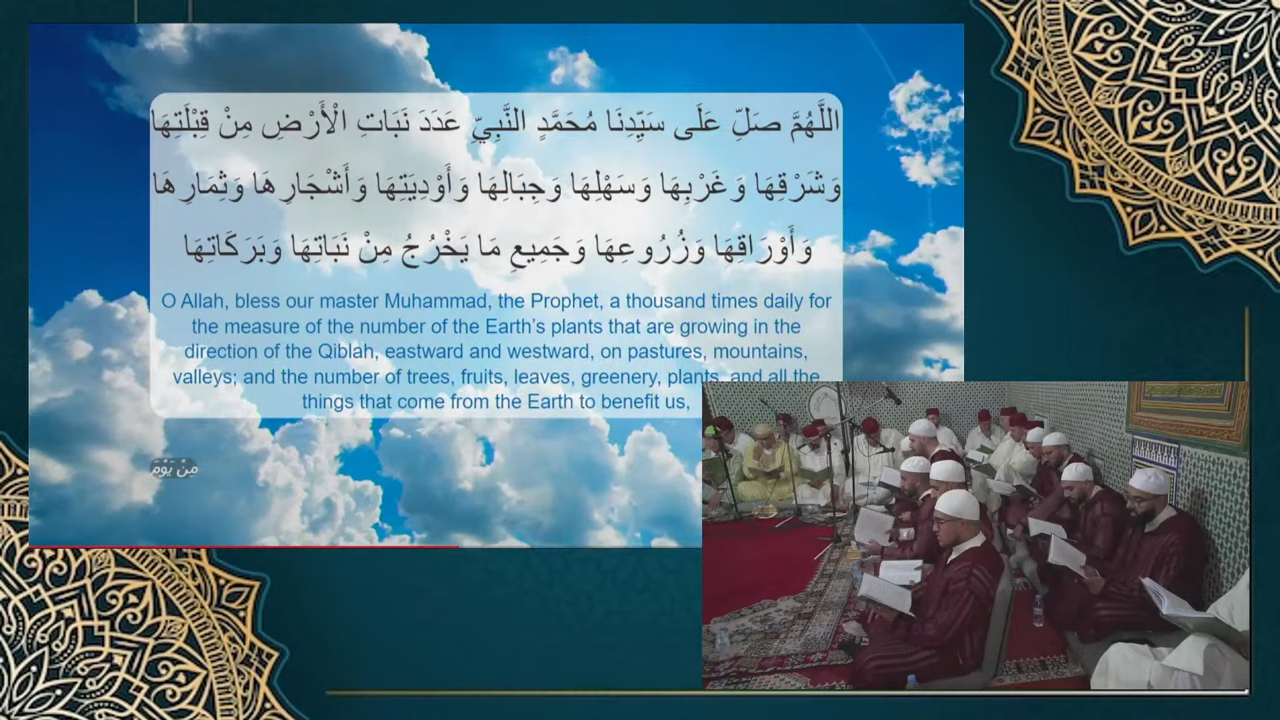 اللَّهُمَّ صَلِّ عَلَى سَيِّدِنَا مُحَمَّدٍ النَّبِيِّ عَدَدَ نَبَاتِ الْأَرْضِ مِنْ قِبْلَتِهَا
وَشَرْقِهَا وَغَرْبِهَا وَسَهْلِهَا وَجِبَالِهَا وَأَوْدِيَتِهَا وَأَشْجَارِهَا وَثِمَارِهَا
وَأَوْرَاقِهَا وَزُرُوعِهَا وَجَمِيعِ مَا يَخْرُجُ مِنْ نَبَاتِهَا وَبَرَكَاتِهَا
O Allah, bless our master Muhammad, the Prophet, a thousand times daily for
the measure of the number of the Earth's plants that are growing in the
direction of the Qiblah, eastward and westward, on pastures, mountains,
valleys; and the number of trees, fruits, leaves, greenery, plants, and all the
things that come from the Earth to benefit us,
مِنْ يَوْمَ